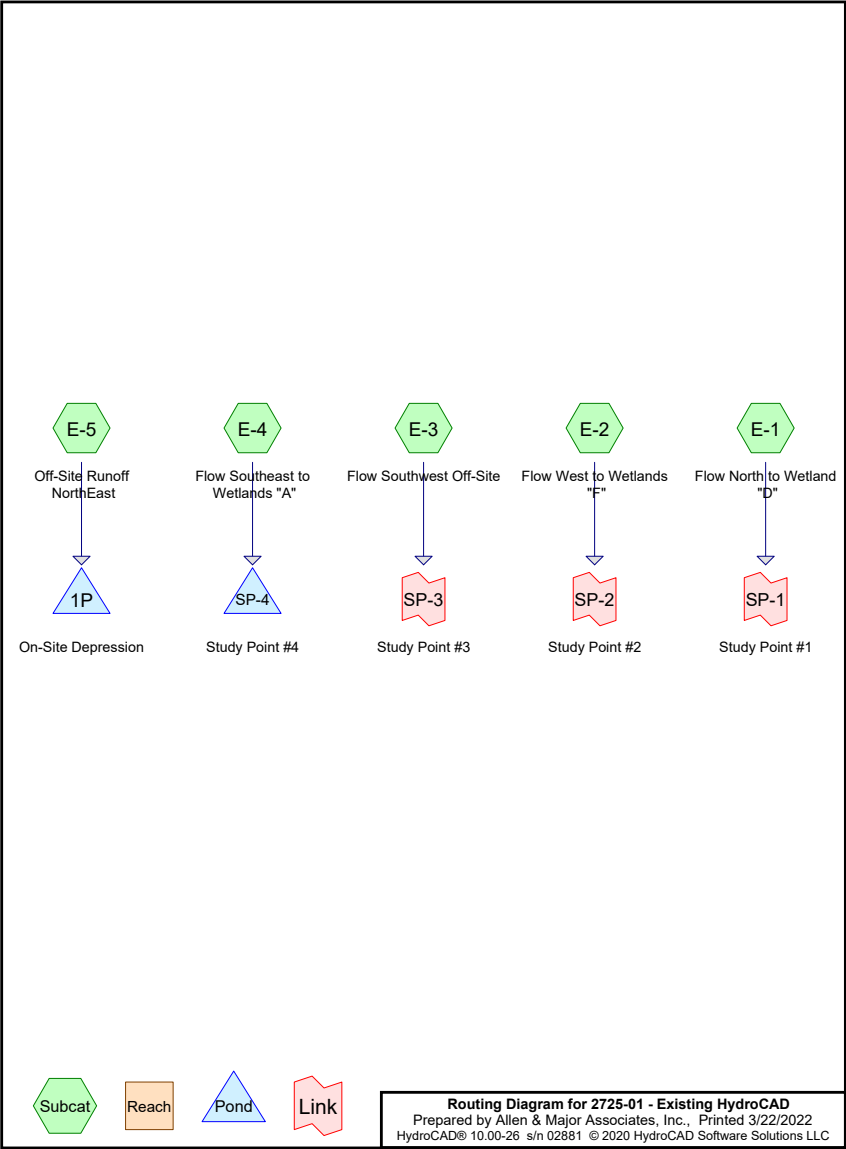 E-5
E-4
E-3
E-2
E-1
Off-Site Runoff
NorthEast
Flow Southeast to
Wetlands "A"
Flow Southwest Off-Site
Flow West to Wetlands
"F"
Flow North to Wetland
"D"
1P
SP-4
SP-3
SP-2
SP-1
On-Site Depression
Study Point #4
Study Point #3
Study Point #2
Study Point #1
Subcat
Reach
Pond
Link
Routing Diagram for 2725-01 - Existing HydroCAD
Prepared by Allen & Major Associates, Inc., Printed 3/22/2022
HydroCAD® 10.00-26 s/n 02881 © 2020 HydroCAD Software Solutions LLC